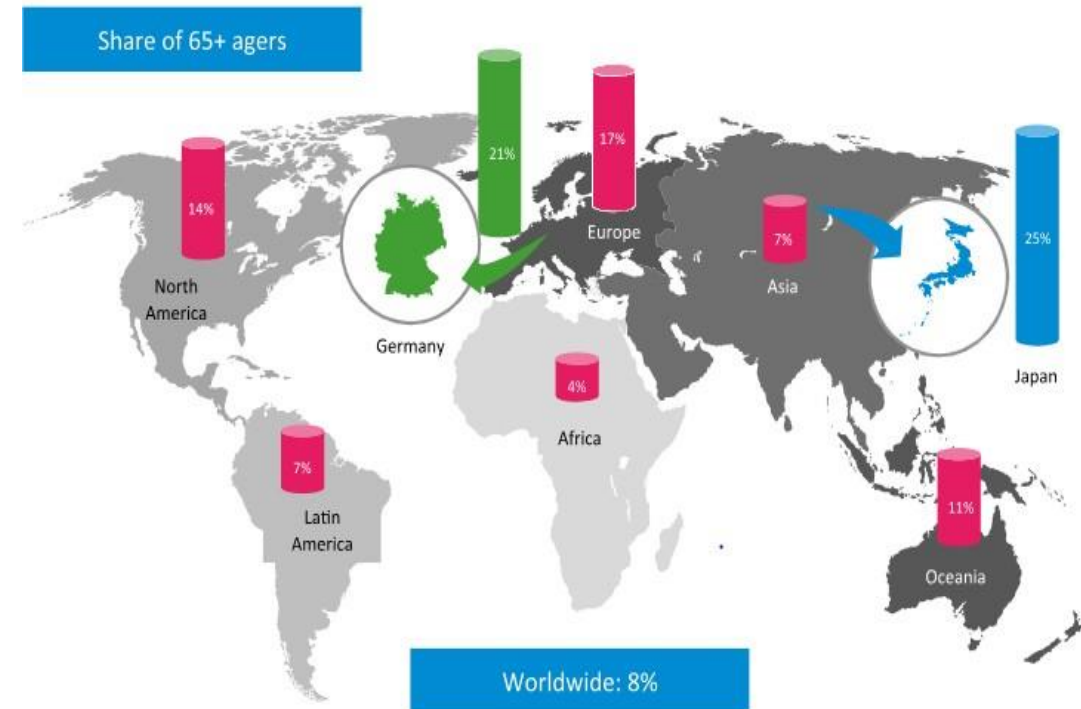 Share of 65+ agers
14%
North
America
21%
Germany
17%
Europe
7%
Asia
25%
Japan
4%
Africa
7%
Latin
America
11%
Oceania
Worldwide: 8%